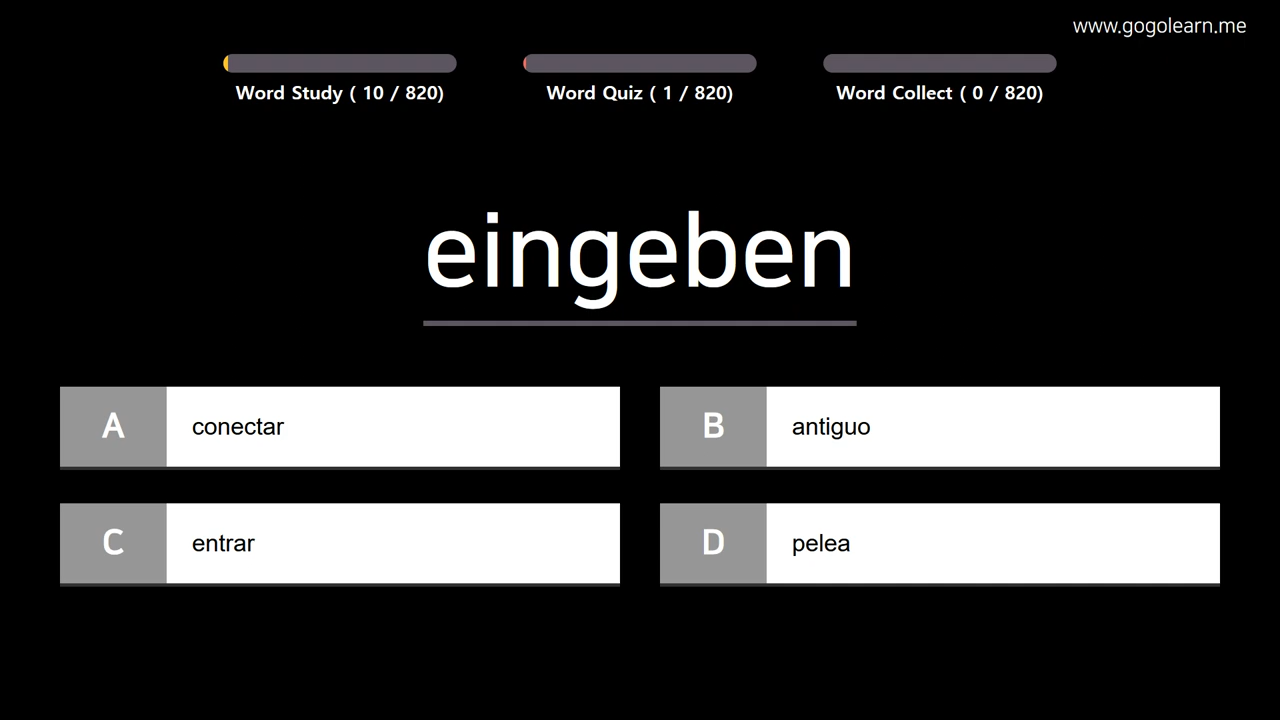 www.gogolearn.me
Word Study ( 10 / 820)
Word Quiz ( 1 / 820)
Word Collect ( 0 / 820)
eingeben
A conectar
B antiguo
C entrar
D pelea